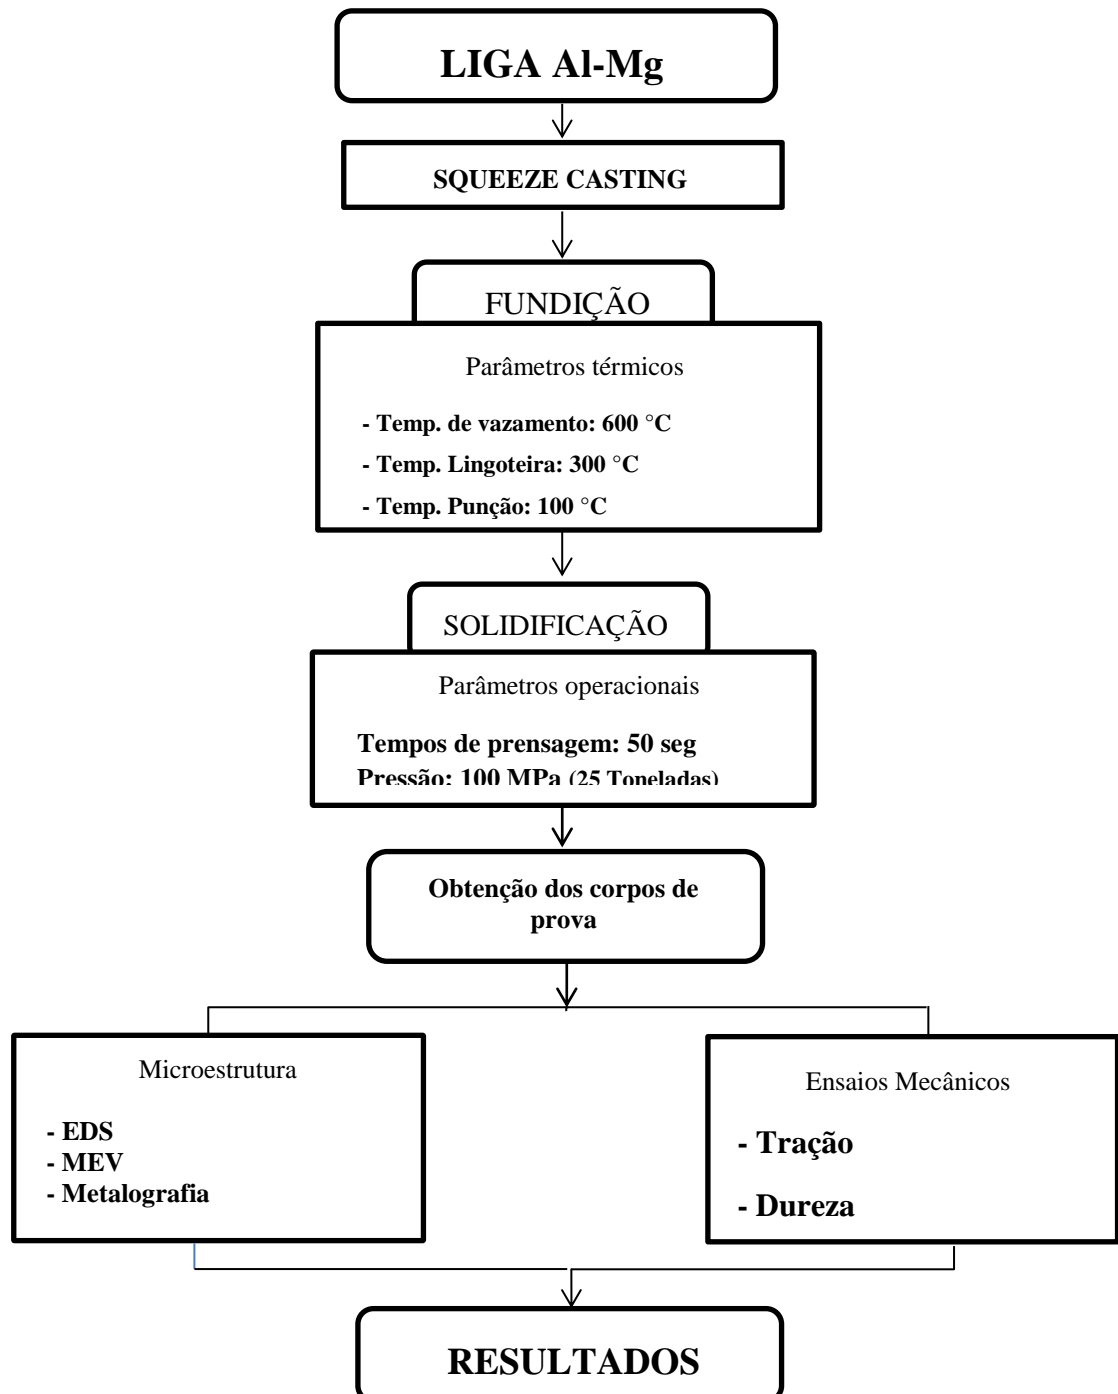 LIGA Al-Mg
SQUEEZE CASTING
FUNDIÇÃO
Parâmetros térmicos
- Temp. de vazamento: 600 °C
- Temp. Lingoteira: 300 °C
- Temp. Punção: 100 °C
SOLIDIFICAÇÃO
Parâmetros operacionais
Tempos de prensagem: 50 seg
Pressão: 100 MPa (25 Toneladas)
Obtenção dos corpos de
prova
Microestrutura
- EDS
- MEV
- Metalografia
Ensaios Mecânicos
- Tração
- Dureza
RESULTADOS